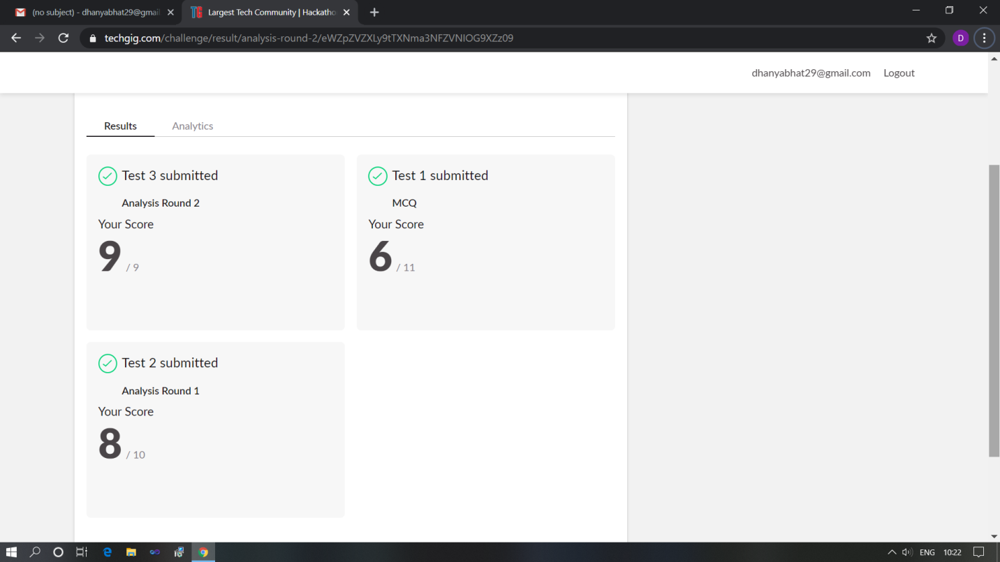 (no subject) - dhanyabhat29@gmail
Largest Tech Community | Hackatho
techgig.com/challenge/result/analysis-round-2/eWZpZVZXLy9tTXNma3NFZVNIOG9XZz09
D
dhanyabhat29@gmail.com Logout
Results Analytics
Test 3 submitted
Analysis Round 2
Your Score
9 / 9
Test 1 submitted
MCQ
Your Score
6 / 11
Test 2 submitted
Analysis Round 1
Your Score
8 / 10
ENG 10:22